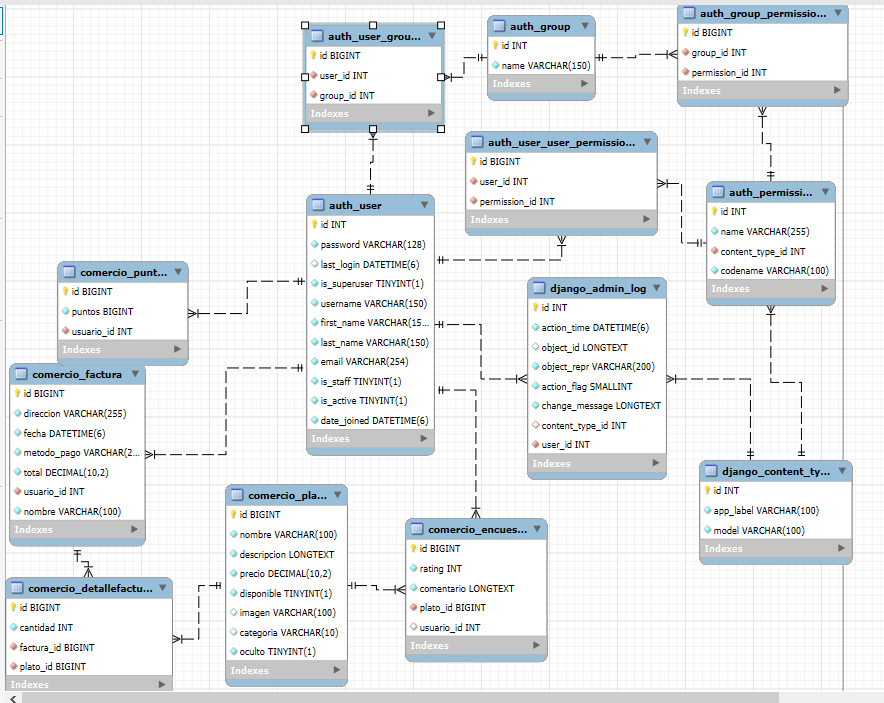 auth_user_grou...
id BIGINT
user_id INT
group_id INT
Indexes
auth_group
id INT
name VARCHAR(150)
Indexes
auth_group_permissio...
id BIGINT
group_id INT
permission_id INT
Indexes
auth_user_user_permissio...
id BIGINT
user_id INT
permission_id INT
Indexes
auth_permissi...
id INT
name VARCHAR(255)
content_type_id INT
codename VARCHAR(100)
Indexes
auth_user
id INT
password VARCHAR(128)
last_login DATETIME(6)
is_superuser TINYINT(1)
username VARCHAR(150)
first_name VARCHAR(15...
last_name VARCHAR(150)
email VARCHAR(254)
is_staff TINYINT(1)
is_active TINYINT(1)
date_joined DATETIME(6)
Indexes
comercio_punt...
id BIGINT
puntos BIGINT
usuario_id INT
Indexes
django_admin_log
id INT
action_time DATETIME(6)
object_id LONGTEXT
object_repr VARCHAR(200)
action_flag SMALLINT
change_message LONGTEXT
content_type_id INT
user_id INT
Indexes
comercio_factura
id BIGINT
direccion VARCHAR(255)
fecha DATETIME(6)
metodo_pago VARCHAR(2...
total DECIMAL(10,2)
usuario_id INT
nombre VARCHAR(100)
Indexes
django_content_ty...
id INT
app_label VARCHAR(100)
model VARCHAR(100)
Indexes
comercio_pla...
id BIGINT
nombre VARCHAR(100)
descripcion LONGTEXT
precio DECIMAL(10,2)
disponible TINYINT(1)
imagen VARCHAR(100)
categoria VARCHAR(10)
oculto TINYINT(1)
Indexes
comercio_encues...
id BIGINT
rating INT
comentario LONGTEXT
plato_id BIGINT
usuario_id INT
Indexes
comercio_detallefactu...
id BIGINT
cantidad INT
factura_id BIGINT
plato_id BIGINT
Indexes